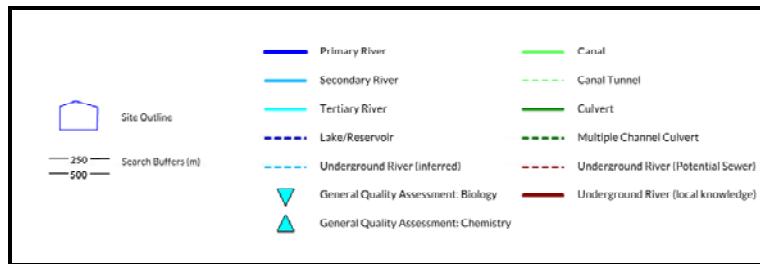 Primary River
Canal
Secondary River
Canal Tunnel
Site Outline
Tertiary River
Culvert
Lake/Reservoir
Multiple Channel Culvert
250
500
Search Buffers (m)
Underground River (inferred)
Underground River (Potential Sewer)
General Quality Assessment: Biology
Underground River (local knowledge)
General Quality Assessment: Chemistry